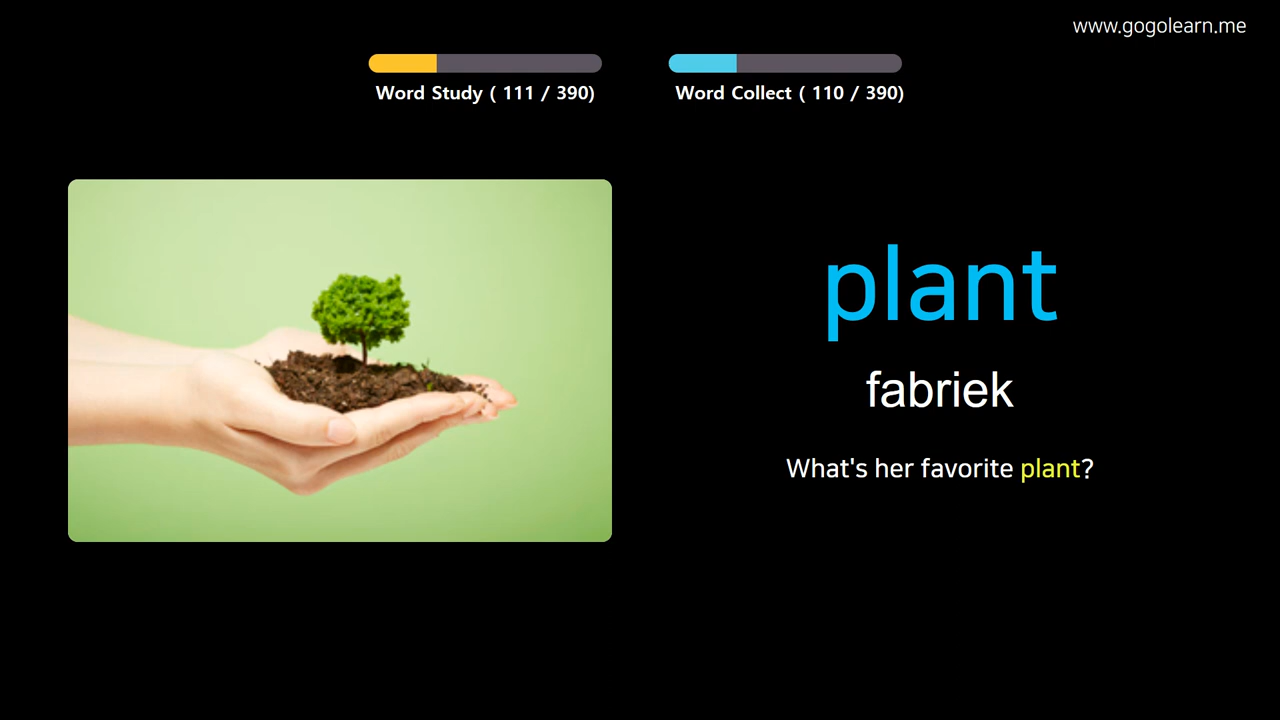 www.gogolearn.me
Word Study ( 111 / 390)
Word Collect ( 110 / 390)
plant
fabriek
What's her favorite plant?